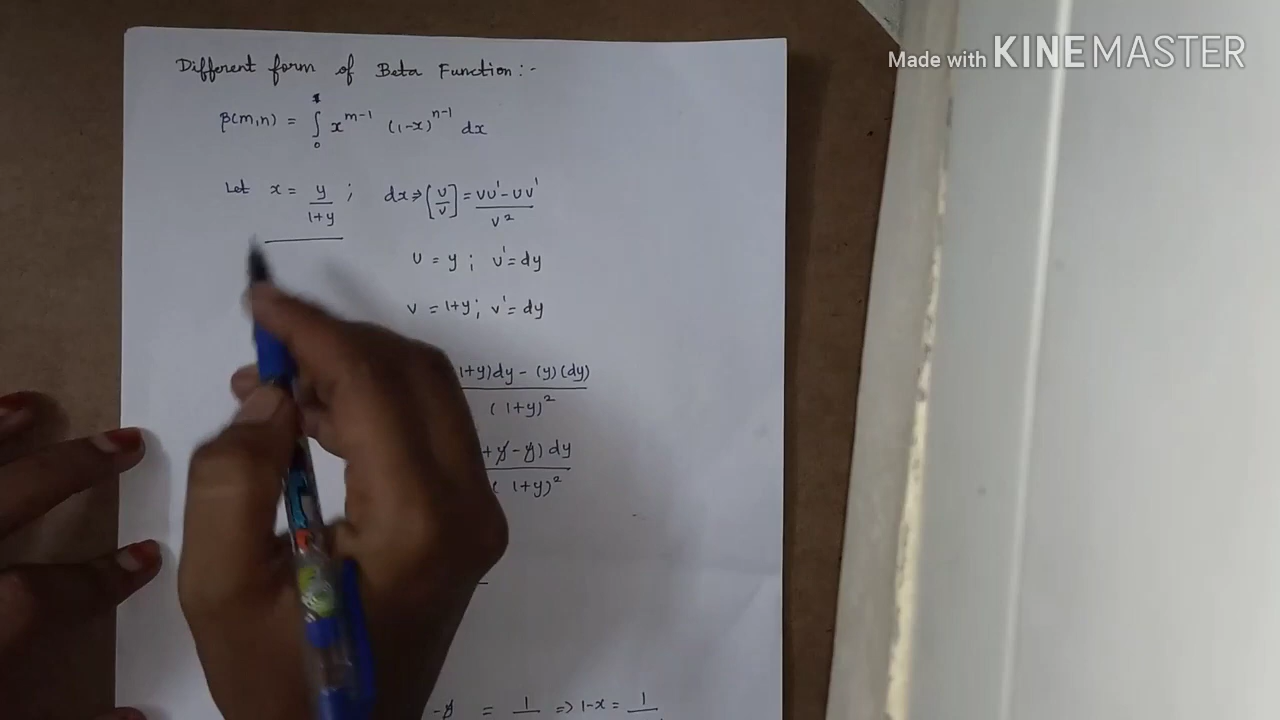 Made with KINEMASTER
Different form of Beta Function:-
β(m,n) = ∫₀¹ x^(m-1) (1-x)^(n-1) dx
Let x = y/(1+y) ; dx ⇒ [u/v] = (vu' - uv')/v²
u = y ; v' = dy
v = 1+y ; v' = dy
1+y)dy - (y)(dy)
(1+y)²
+y-y) dy
(1+y)²
-y = 1 ⇒ 1-x = 1